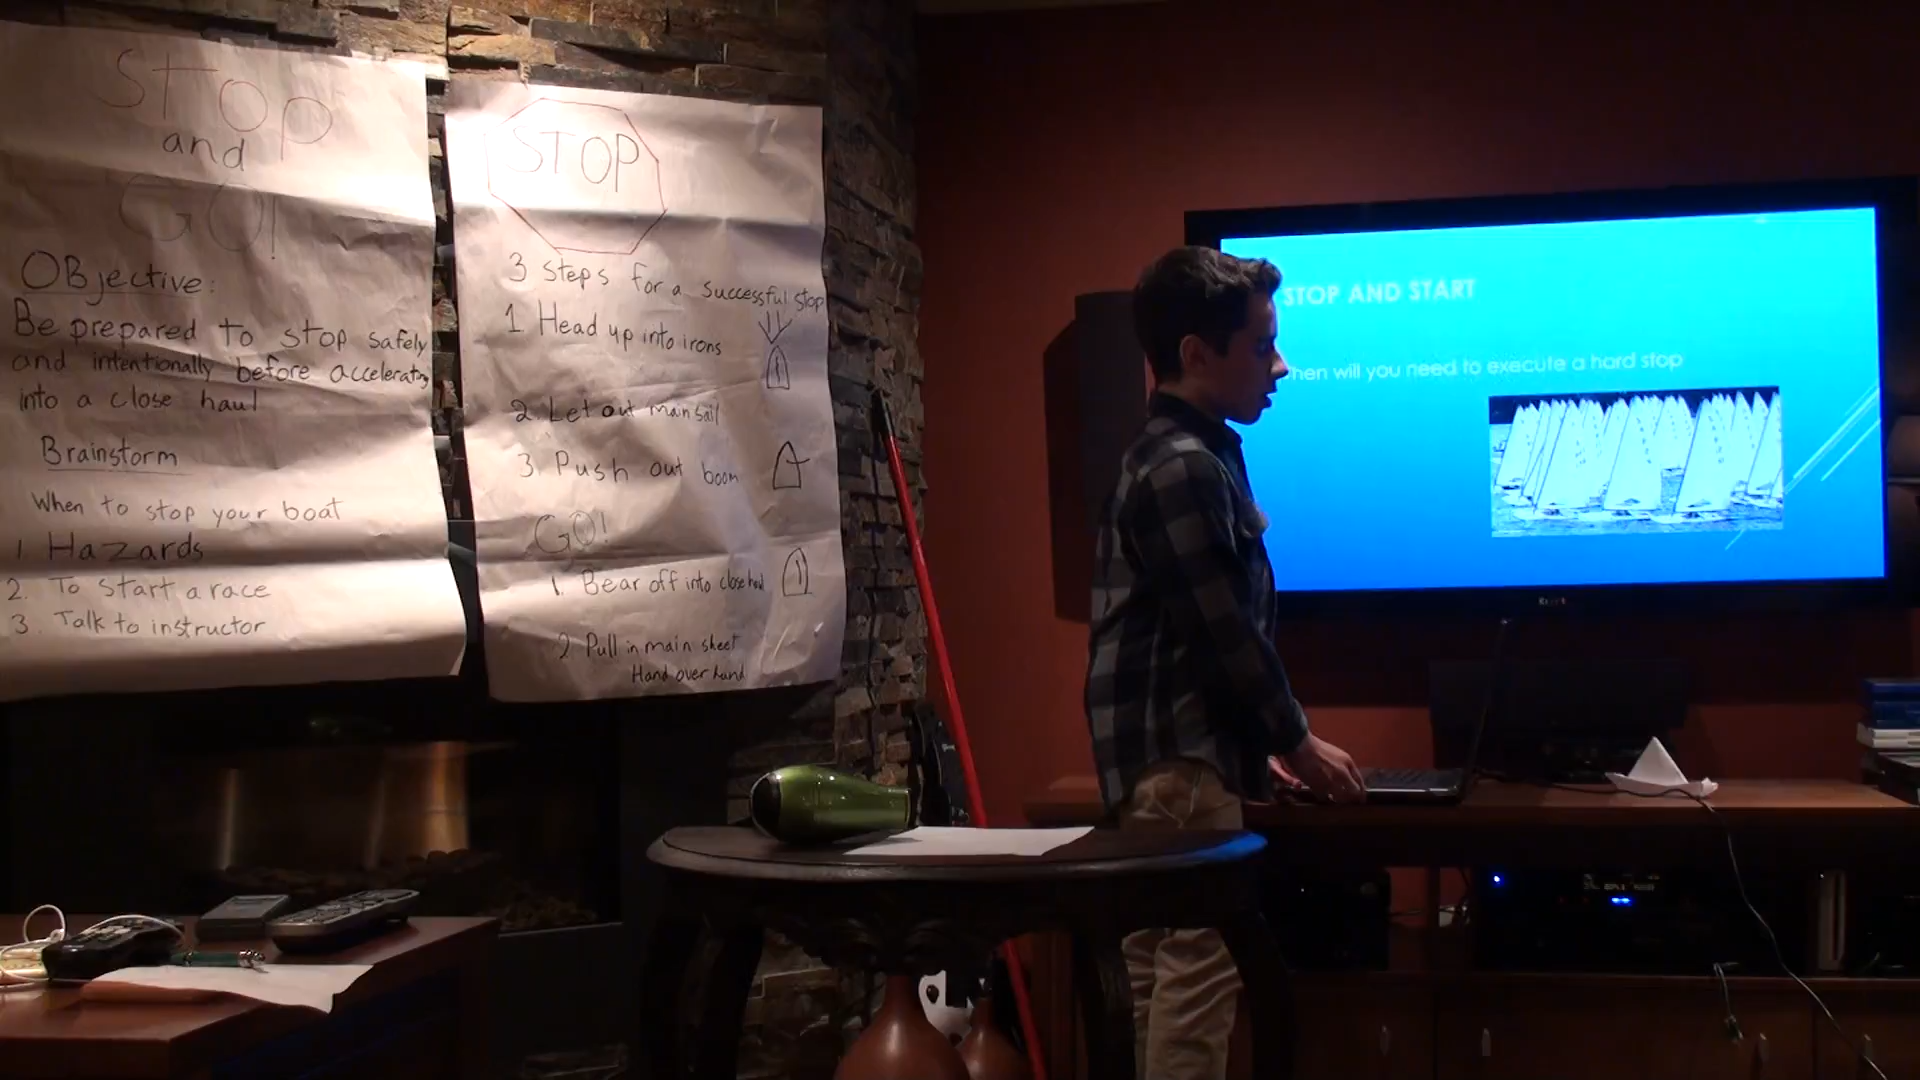 STOP
and
GO!
OBjective:
Be prepared to stop safely
and intentionally before accelerating
into a close haul
Brainstorm
When to stop your boat
1. Hazards
2. To start a race
3. Talk to instructor
STOP
3 steps for a successful stop
1 Head up into irons
2. Let out mainsail
3. Push out boom
GO!
1. Bear off into close haul
2 Pull in main sheet
Hand over hand
STOP AND START
hen will you need to execute a hard stop